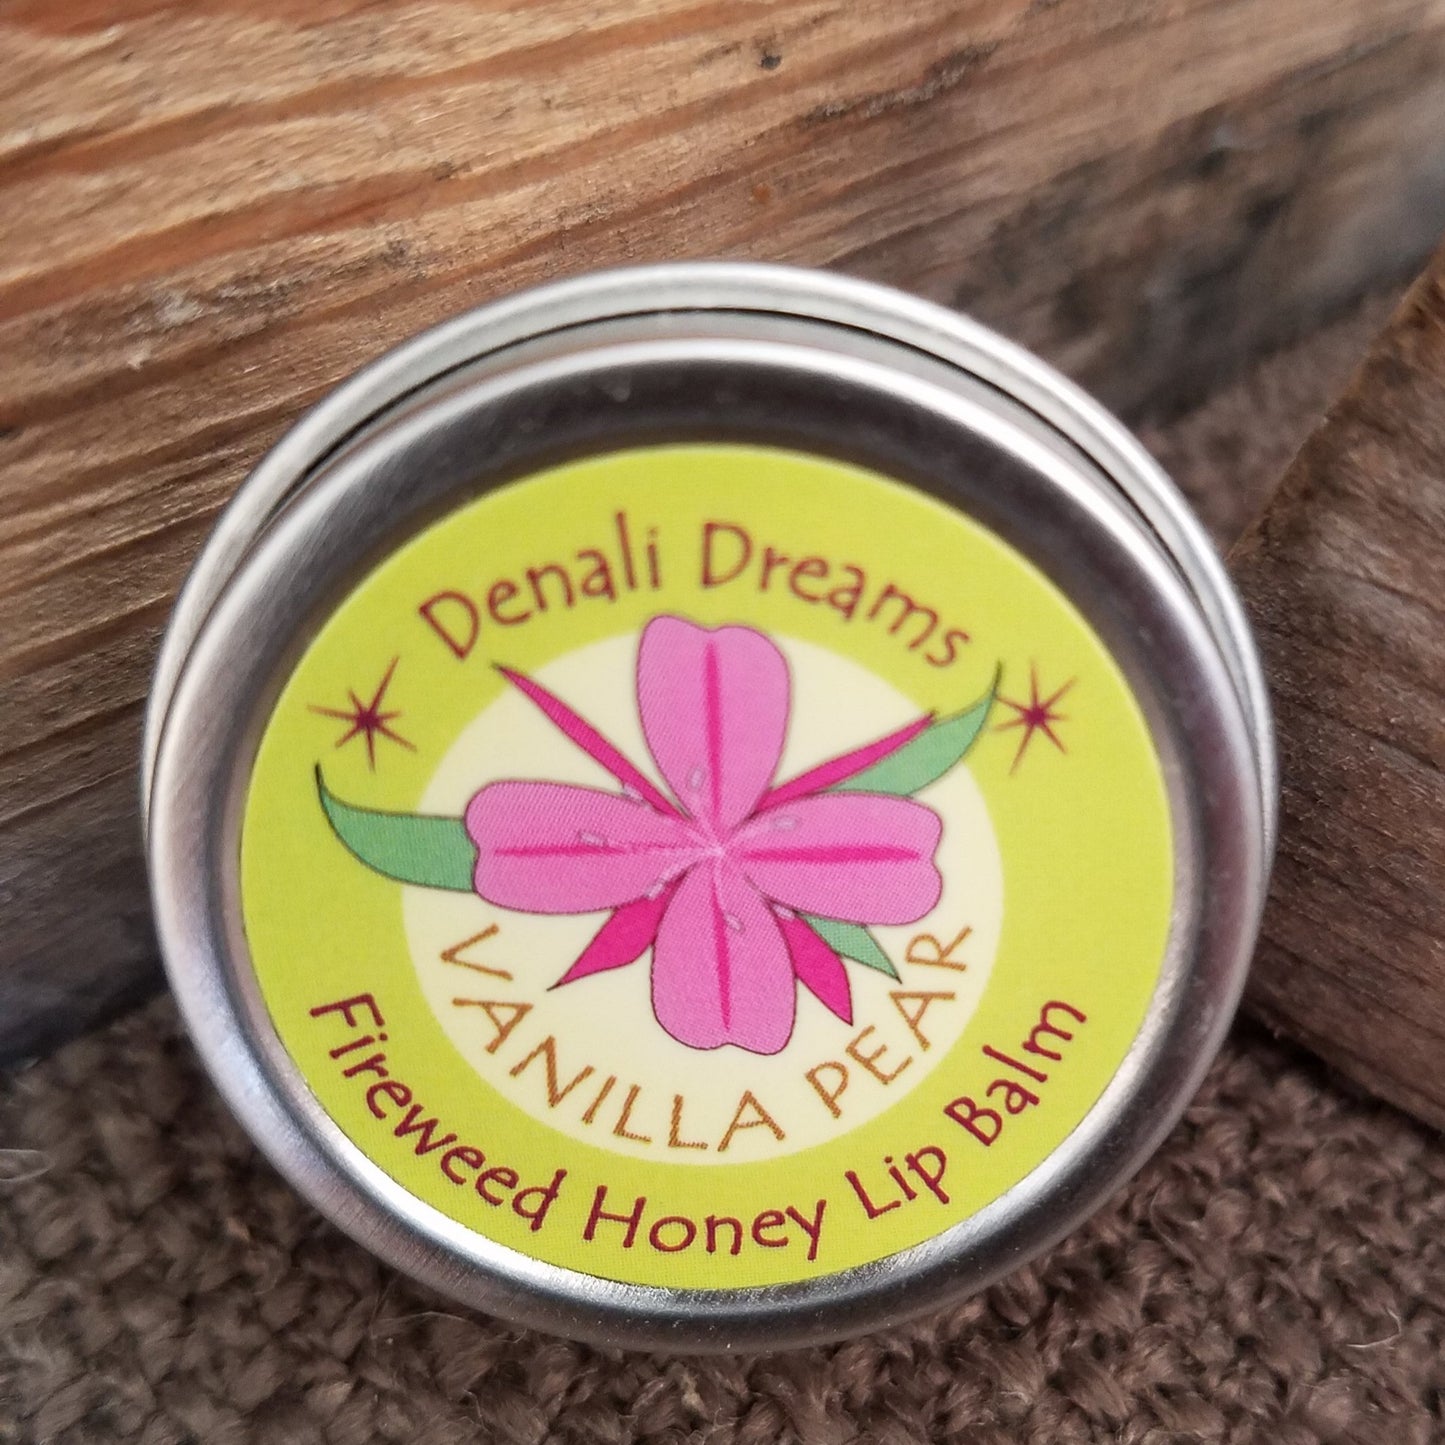 Denali Dreams
VANILLA PEAR
Fireweed Honey Lip Balm